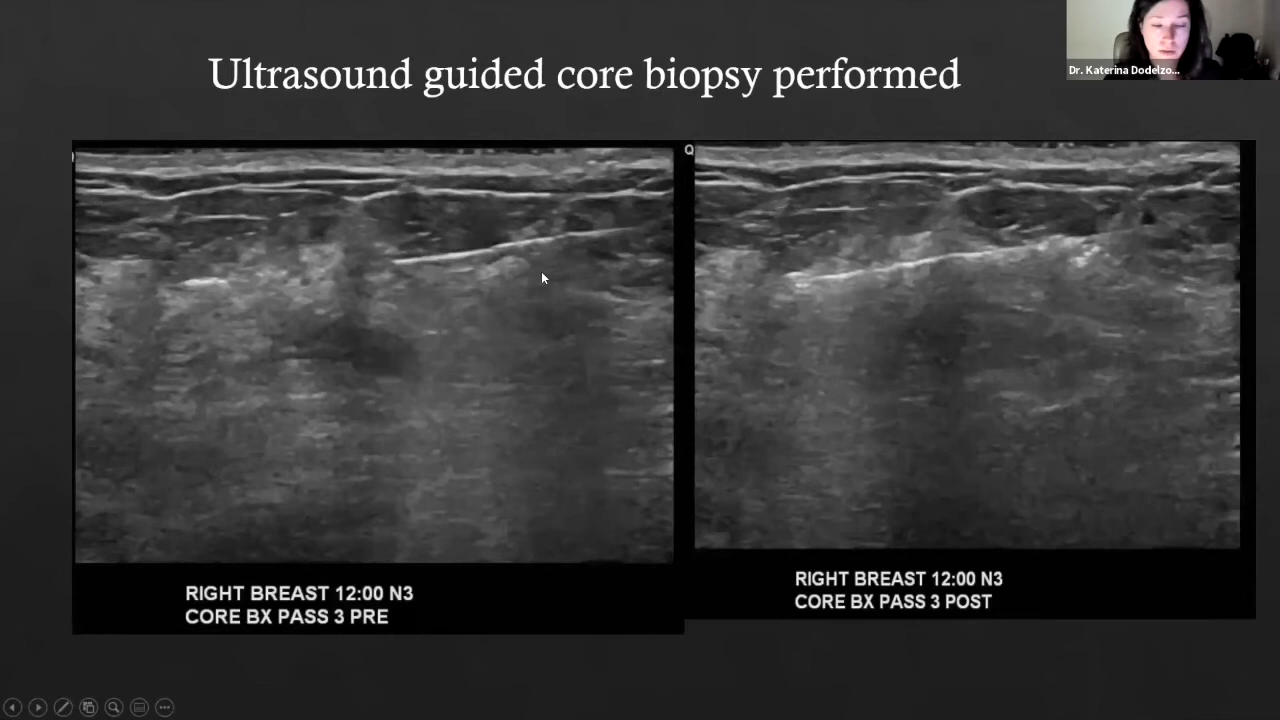 Ultrasound guided core biopsy performed
Dr. Katerina Dodelzo...
Q
RIGHT BREAST 12:00 N3
CORE BX PASS 3 PRE
RIGHT BREAST 12:00 N3
CORE BX PASS 3 POST